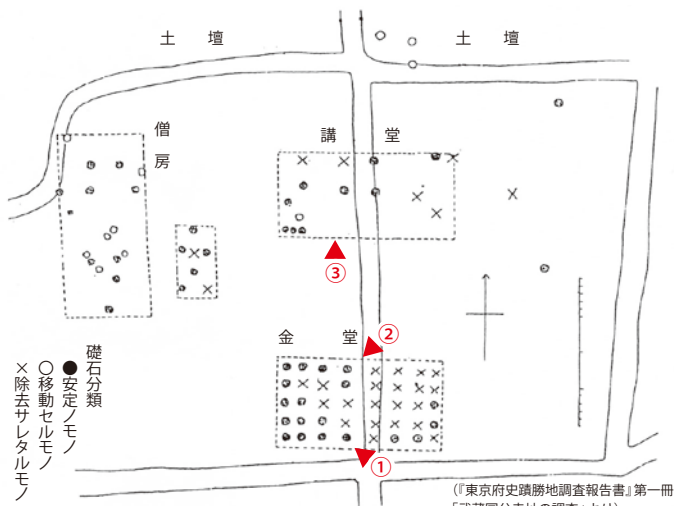 土壇
土壇
僧房
講堂
③
金堂
②
①
礎石分類
●安定ノモノ
○移動セルモノ
×除去サレタルモノ
(『東京府史蹟勝地調査報告書』第一冊